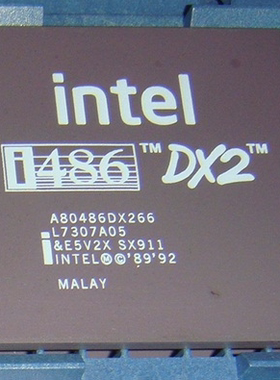 intel
i486™ DX2™
A80486DX266
L7307A05
i&E5V2X SX911
INTEL Ⓜ©'89'92
MALAY